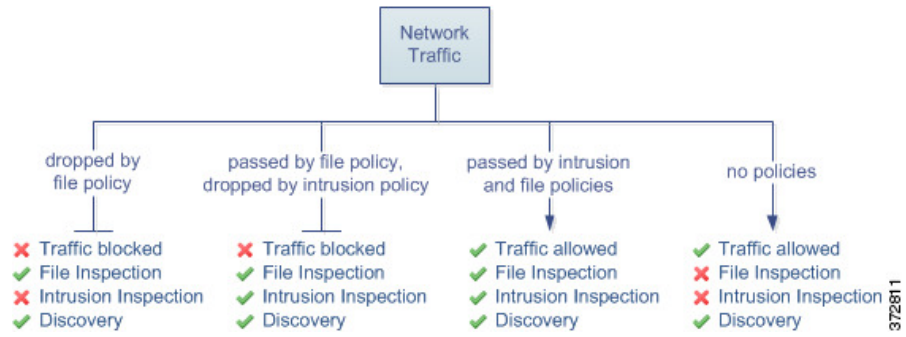 Network
Traffic
dropped by
file policy
passed by file policy,
dropped by intrusion policy
passed by intrusion
and file policies
no policies
Traffic blocked
File Inspection
Intrusion Inspection
Discovery
Traffic blocked
File Inspection
Intrusion Inspection
Discovery
Traffic allowed
File Inspection
Intrusion Inspection
Discovery
Traffic allowed
File Inspection
Intrusion Inspection
Discovery
372811